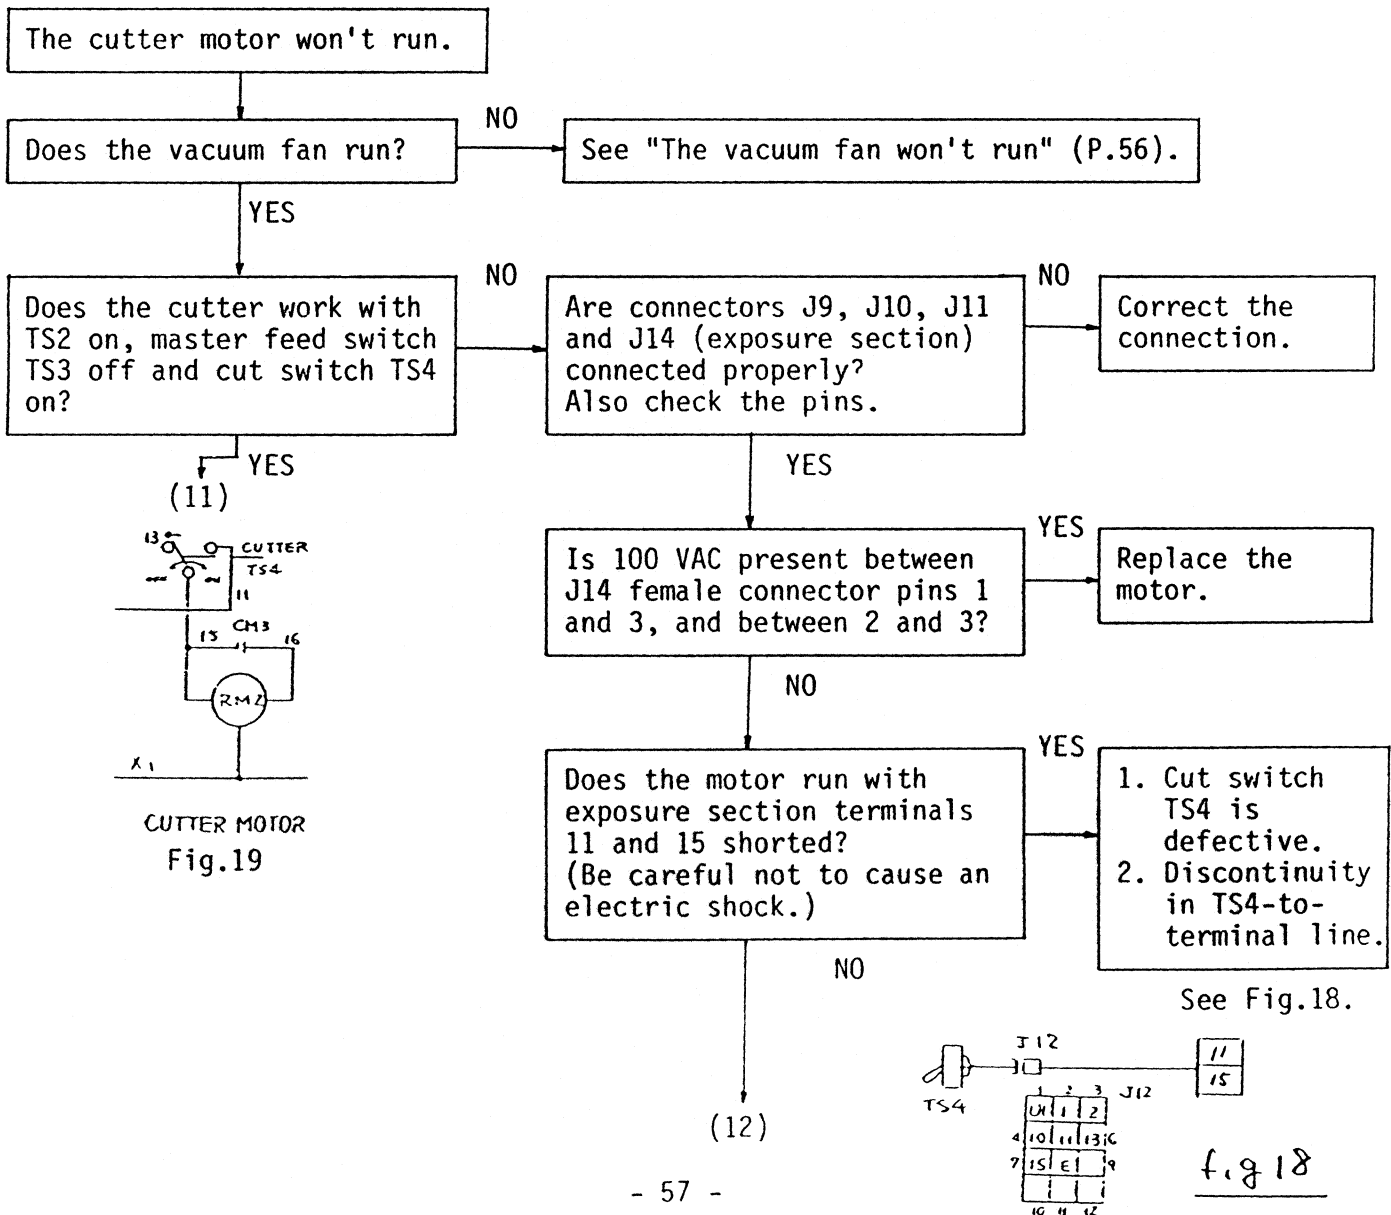 The cutter motor won't run.
Does the vacuum fan run?
NO
See "The vacuum fan won't run" (P.56).
YES
Does the cutter work with
TS2 on, master feed switch
TS3 off and cut switch TS4
on?
NO
Are connectors J9, J10, J11
and J14 (exposure section)
connected properly?
Also check the pins.
NO
Correct the
connection.
YES
(11)
YES
Is 100 VAC present between
J14 female connector pins 1
and 3, and between 2 and 3?
YES
Replace the
motor.
NO
Does the motor run with
exposure section terminals
11 and 15 shorted?
(Be careful not to cause an
electric shock.)
YES
1. Cut switch
TS4 is
defective.
2. Discontinuity
in TS4-to-
terminal line.
See Fig.18.
NO
(12)
13
CUTTER
TS4
11
CM3
15
16
RM2
X1
CUTTER MOTOR
Fig.19
TS4
J12
11
15
1 2 3 J12
1 2
4 10 11 13 6
7 15 E 9
10 11 12
fig 18
- 57 -